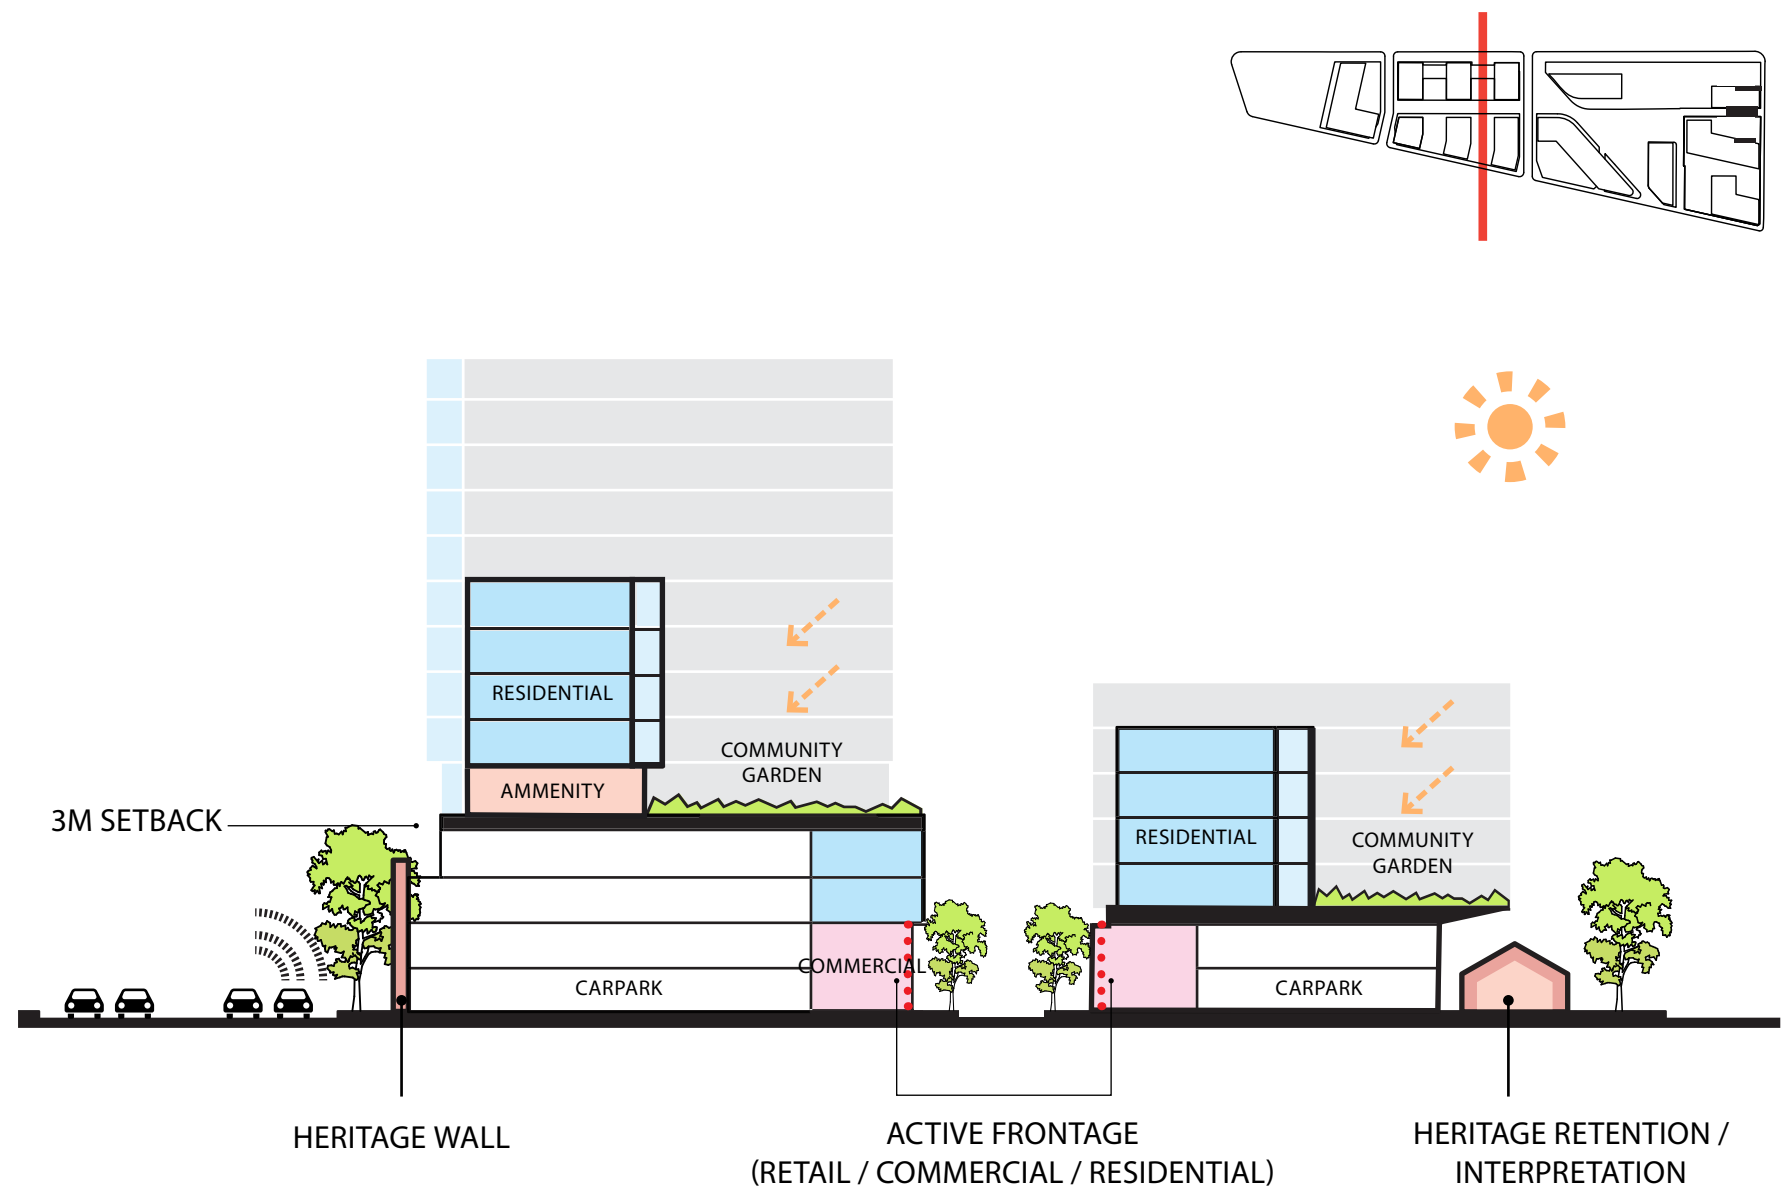 RESIDENTIAL
COMMUNITY
GARDEN
AMMENITY
3M SETBACK
RESIDENTIAL
COMMUNITY
GARDEN
COMMERCIAL
CARPARK
CARPARK
HERITAGE WALL
ACTIVE FRONTAGE
(RETAIL / COMMERCIAL / RESIDENTIAL)
HERITAGE RETENTION /
INTERPRETATION